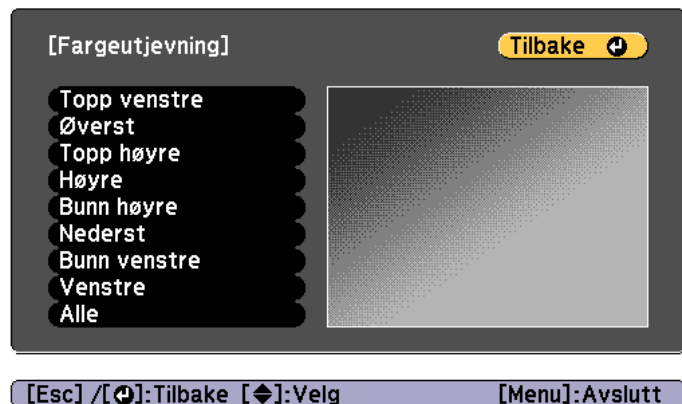 [Fargeutjevning]
Tilbake
Topp venstre
Øverst
Topp høyre
Høyre
Bunn høyre
Nederst
Bunn venstre
Venstre
Alle
[Esc] /[⏎]:Tilbake [◆]:Velg [Menu]:Avslutt